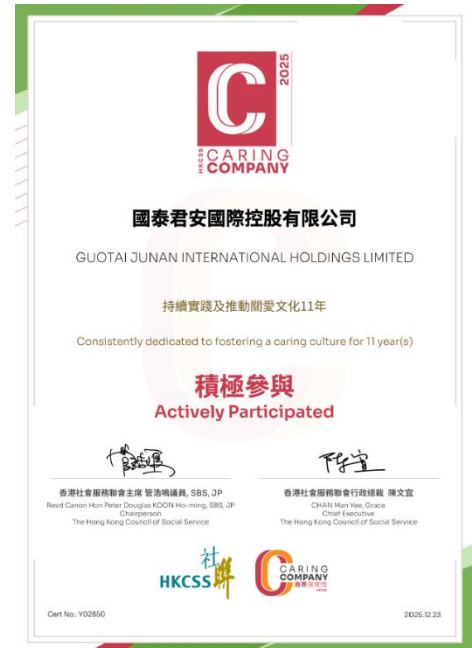 2025
HKCSS
CARING
COMPANY
國泰君安國際控股有限公司
GUOTAI JUNAN INTERNATIONAL HOLDINGS LIMITED
持續實踐及推動關愛文化11年
Consistently dedicated to fostering a caring culture for 11 year(s)
積極參與
Actively Participated
香港社會服務聯會主席 管浩鳴議員, SBS, JP
Revd Canon Hon Peter Douglas KOON Ho-ming, SBS, JP
Chairperson
The Hong Kong Council of Social Service
香港社會服務聯會行政總裁 陳文宜
CHAN Man Yee, Grace
Chief Executive
The Hong Kong Council of Social Service
HKCSS 社聯
CARING
COMPANY
商界展關懷
HKCSS
Cert No.: Y02850
2025.12.23